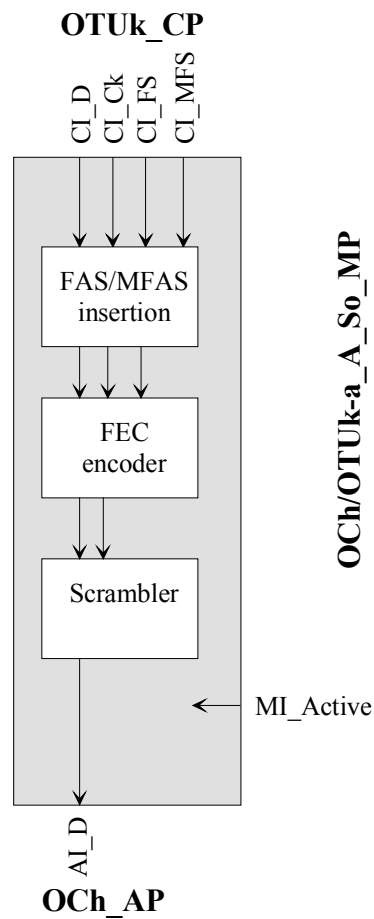 OTUk_CP
CI_D
CI_Ck
CI_FS
CI_MFS
FAS/MFAS
insertion
FEC
encoder
Scrambler
OCh/OTUk-a_A_So_MP
MI_Active
AI_D
OCh_AP